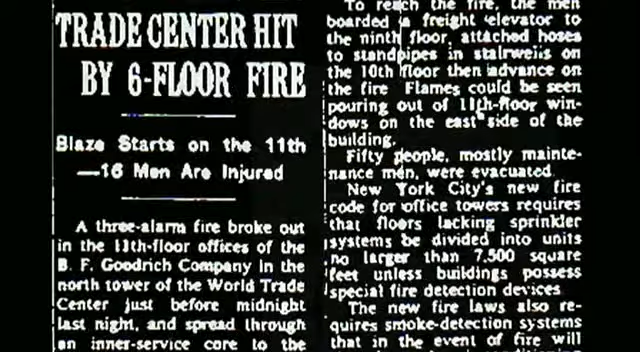 TRADE CENTER HIT
BY 6-FLOOR FIRE
Blaze Starts on the 11th
—16 Men Are Injured
A three-alarm fire broke out
in the 11th-floor offices of the
B. F. Goodrich Company in the
north tower of the World Trade
Center just before midnight
last night, and spread through
an inner-service core to the
To reach the fire, the men
boarded a freight elevator to
the ninth floor, attached hoses
to standpipes in stairwells on
the 10th floor then advance on
the fire Flames could be seen
pouring out of 11th-floor win-
dows on the east side of the
building.
Fifty people, mostly mainte-
nance men, were evacuated.
New York City's new fire
code for office towers requires
that floors lacking sprinkler
systems be divided into units
no larger than 7,500 square
feet unless buildings possess
special fire detection devices
The new fire laws also re-
quires smoke-detection systems
that in the event of fire will